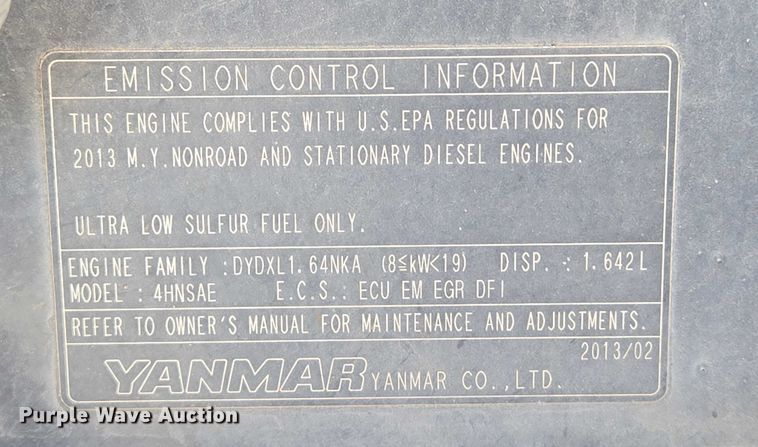 EMISSION CONTROL INFORMATION
THIS ENGINE COMPLIES WITH U.S.EPA REGULATIONS FOR
2013 M.Y.NONROAD AND STATIONARY DIESEL ENGINES.
ULTRA LOW SULFUR FUEL ONLY.
ENGINE FAMILY :DYDXL1.64NKA (8≦kW<19) DISP. : 1.642L
MODEL : 4HNSAE E.C.S.: ECU EM EGR DFI
REFER TO OWNER'S MANUAL FOR MAINTENANCE AND ADJUSTMENTS.
2013/02
YANMAR YANMAR CO.,LTD.
Purple Wave Auction